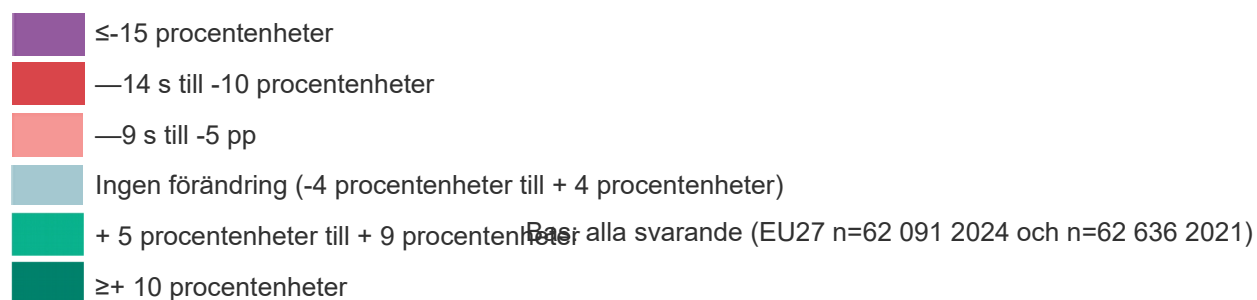 ≤-15 procentenheter
—14 s till -10 procentenheter
—9 s till -5 pp
Ingen förändring (-4 procentenheter till + 4 procentenheter)
+ 5 procentenheter till + 9 procentenheter
Bas: alla svarande (EU27 n=62 091 2024 och n=62 636 2021)
≥+ 10 procentenheter